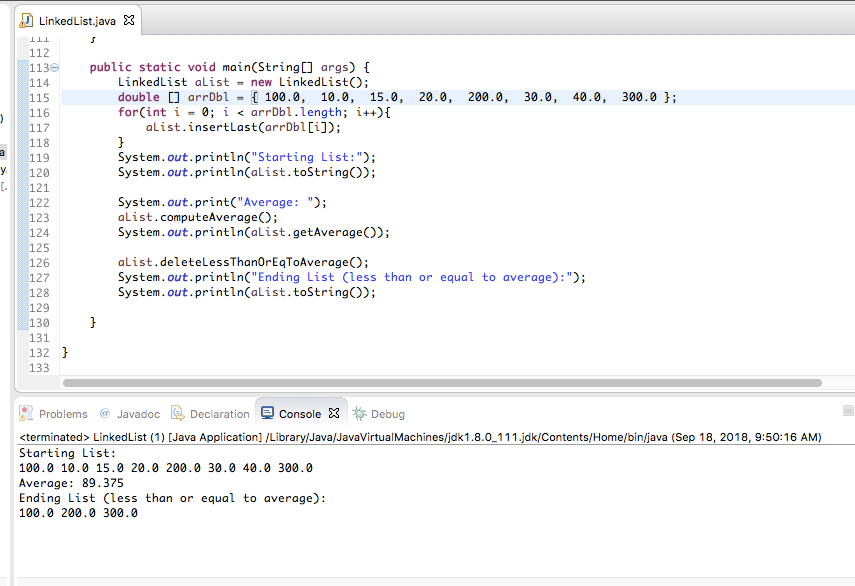 LinkedList.java
111 }
112
113 public static void main(String[] args) {
114 LinkedList aList = new LinkedList();
115 double [] arrDbl = { 100.0, 10.0, 15.0, 20.0, 200.0, 30.0, 40.0, 300.0 };
116 for(int i = 0; i < arrDbl.length; i++){
117 aList.insertLast(arrDbl[i]);
118 }
119 System.out.println("Starting List:");
120 System.out.println(aList.toString());
121
122 System.out.print("Average: ");
123 aList.computeAverage();
124 System.out.println(aList.getAverage());
125
126 aList.deleteLessThanOrEqToAverage();
127 System.out.println("Ending List (less than or equal to average):");
128 System.out.println(aList.toString());
129
130 }
131
132 }
133
Problems @ Javadoc Declaration Console Debug
<terminated> LinkedList (1) [Java Application] /Library/Java/JavaVirtualMachines/jdk1.8.0_111.jdk/Contents/Home/bin/java (Sep 18, 2018, 9:50:16 AM)
Starting List:
100.0 10.0 15.0 20.0 200.0 30.0 40.0 300.0
Average: 89.375
Ending List (less than or equal to average):
100.0 200.0 300.0